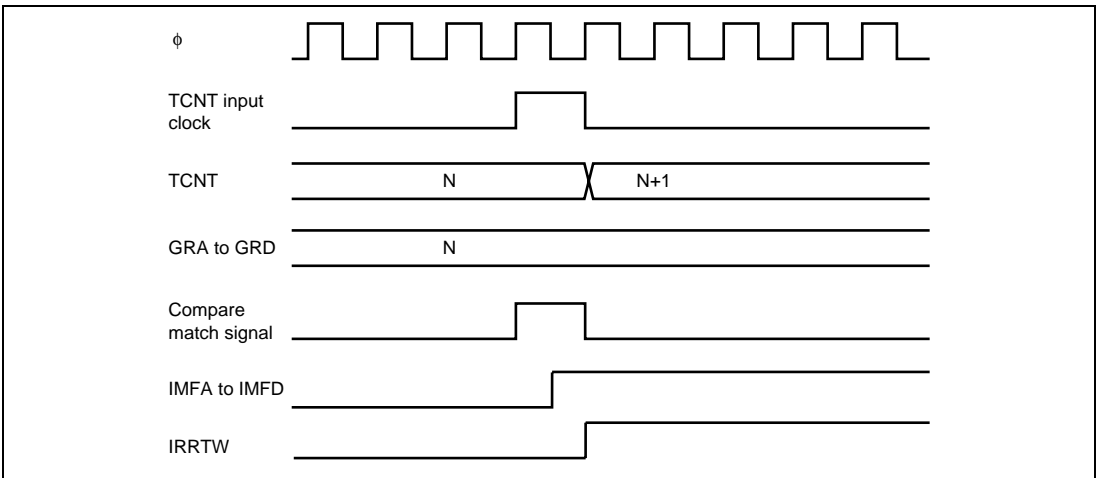 ϕ
TCNT input
clock
TCNT
N
N+1
GRA to GRD
N
Compare
match signal
IMFA to IMFD
IRRTW